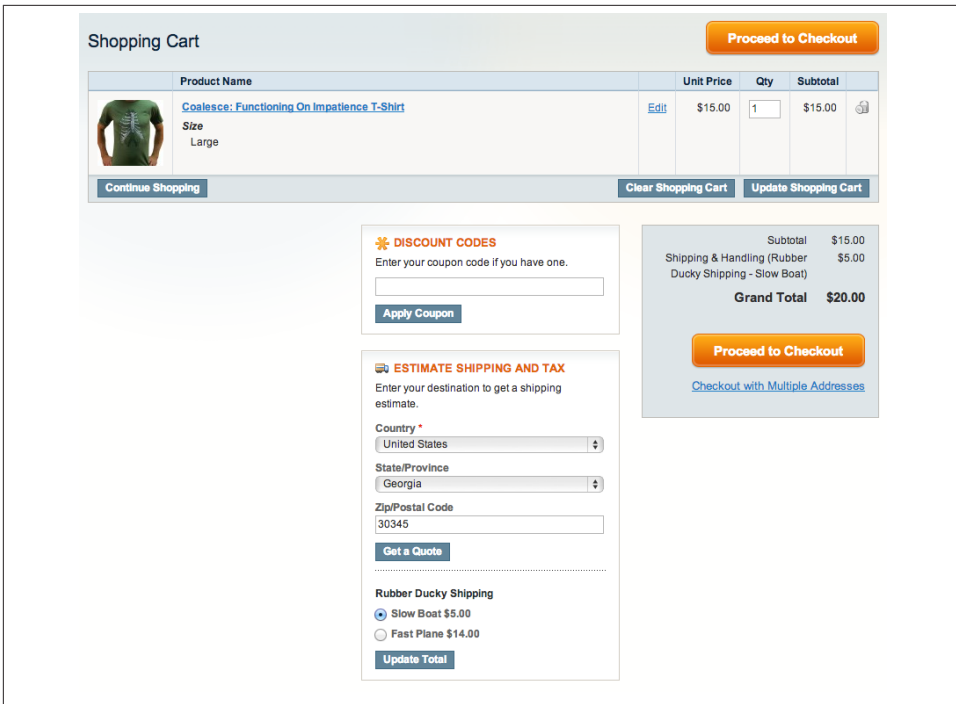 Shopping Cart
Proceed to Checkout
Product Name Unit Price Qty Subtotal
Coalesce: Functioning On Impatience T-Shirt Edit $15.00 1 $15.00
Size
Large
Continue Shopping Clear Shopping Cart Update Shopping Cart
DISCOUNT CODES
Enter your coupon code if you have one.
Apply Coupon
ESTIMATE SHIPPING AND TAX
Enter your destination to get a shipping
estimate.
Country *
United States
State/Province
Georgia
Zip/Postal Code
30345
Get a Quote
Rubber Ducky Shipping
Slow Boat $5.00
Fast Plane $14.00
Update Total
Subtotal $15.00
Shipping & Handling (Rubber $5.00
Ducky Shipping - Slow Boat)
Grand Total $20.00
Proceed to Checkout
Checkout with Multiple Addresses